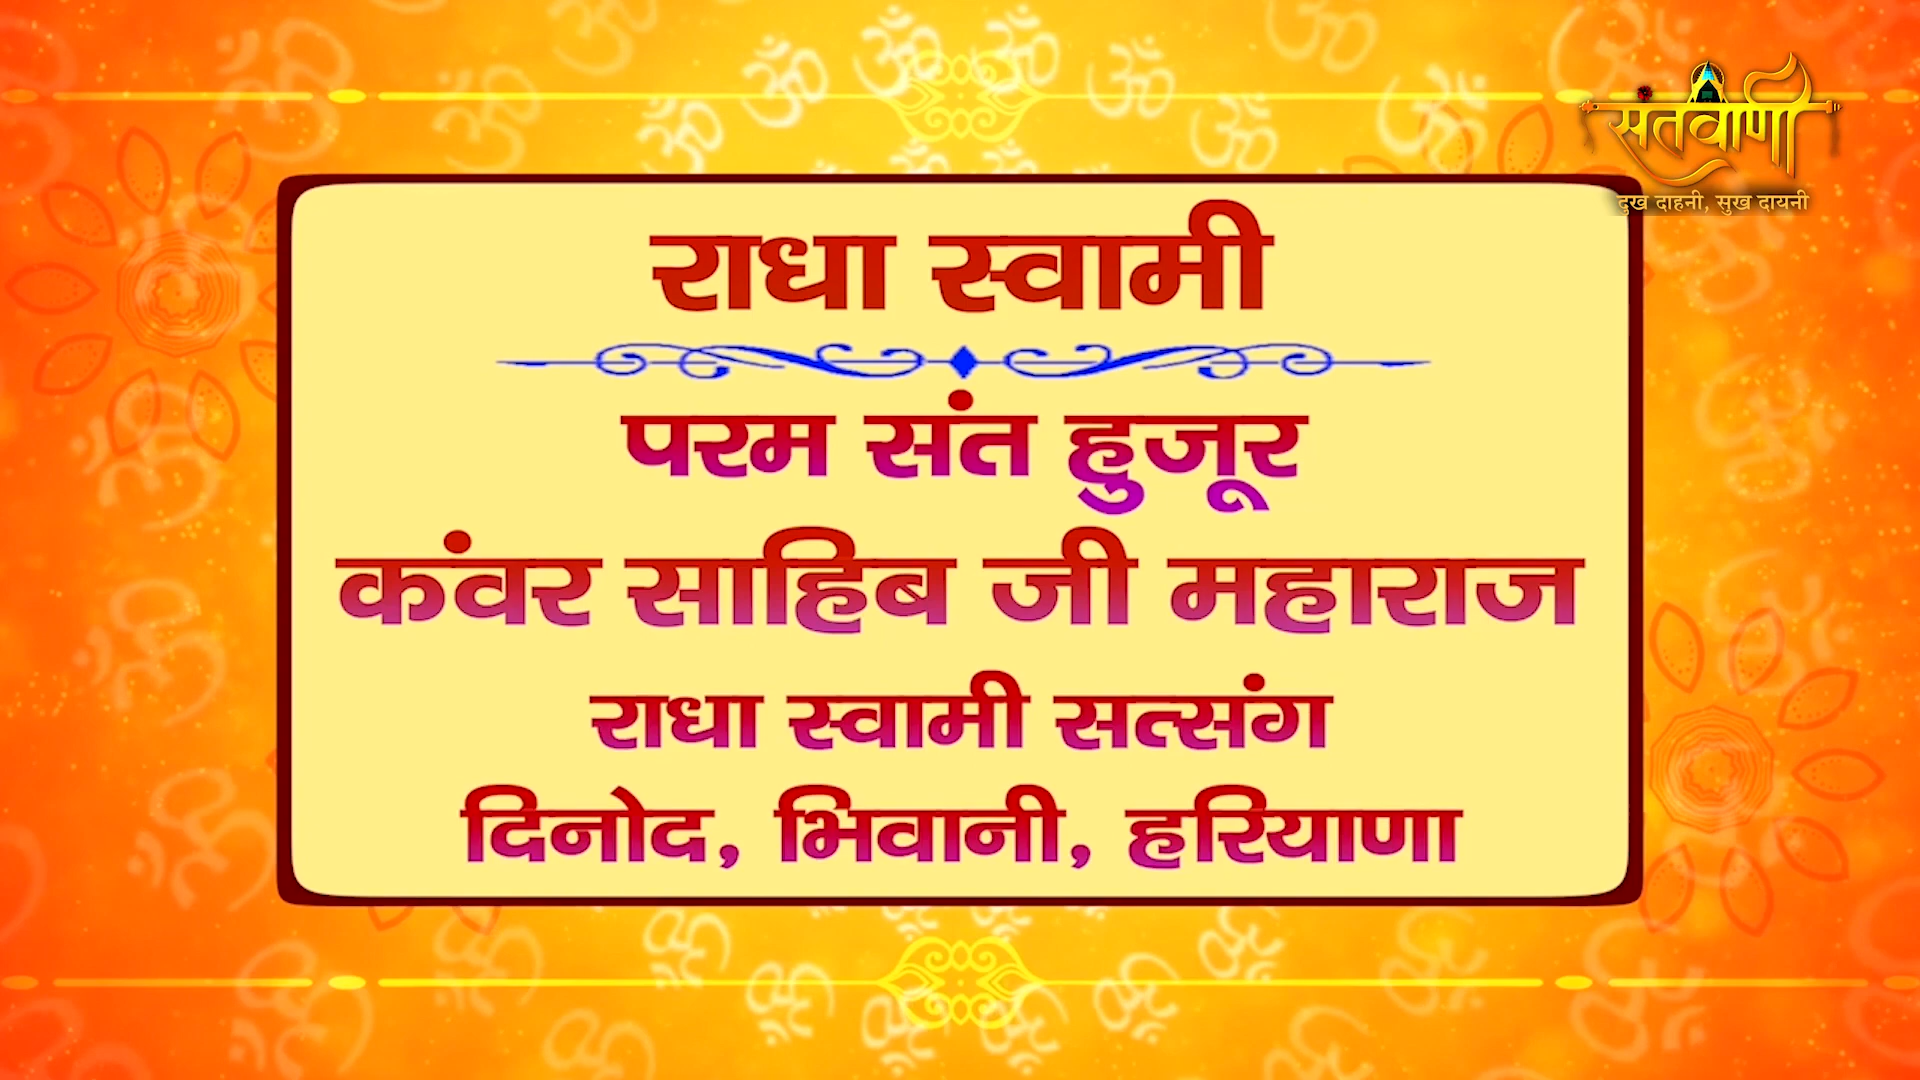 संतवाणी
दुख दाहनी, सुख दायनी
राधा स्वामी
परम संत हुजूर
कंवर साहिब जी महाराज
राधा स्वामी सत्संग
दिनोद, भिवानी, हरियाणा